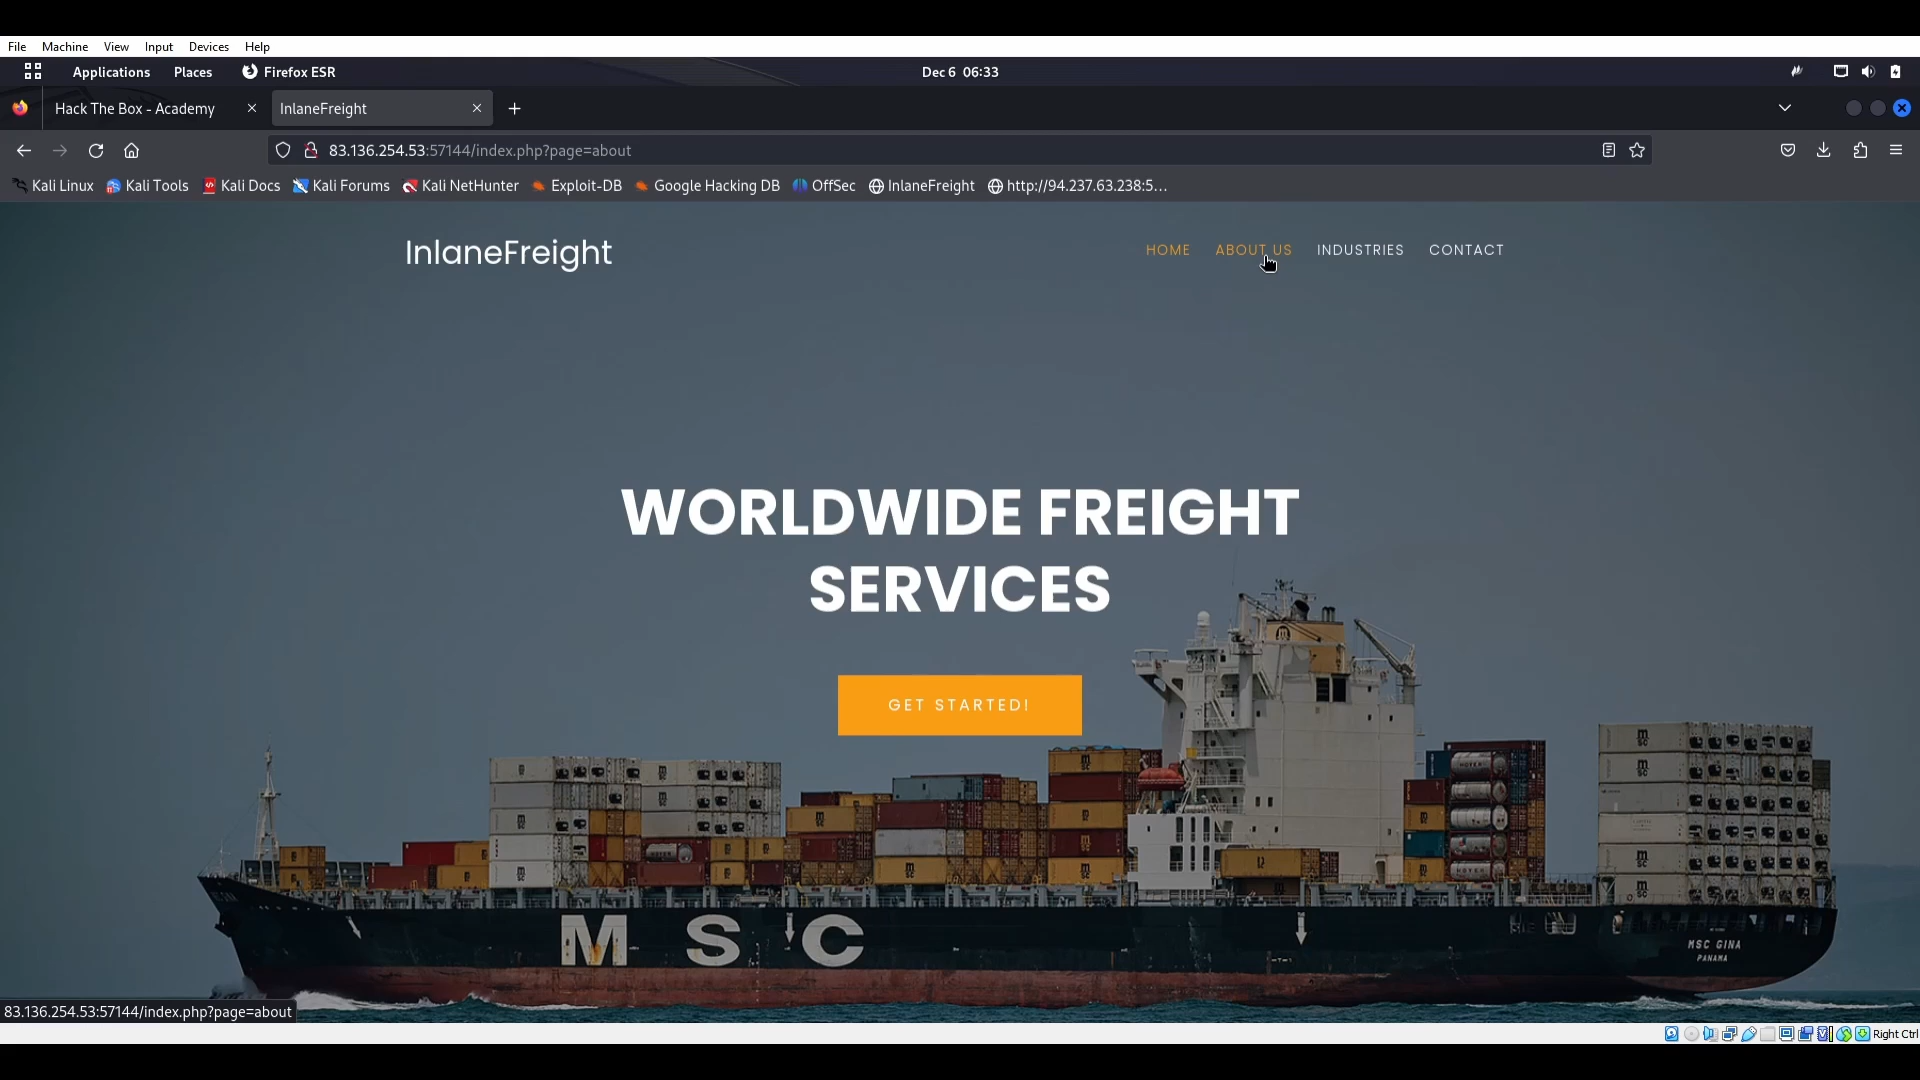 File Machine View Input Devices Help
Applications Places Firefox ESR Dec 6 06:33
Hack The Box - Academy InlaneFreight
83.136.254.53:57144/index.php?page=about
Kali Linux Kali Tools Kali Docs Kali Forums Kali NetHunter Exploit-DB Google Hacking DB OffSec InlaneFreight http://94.237.63.238:5…
InlaneFreight HOME ABOUT US INDUSTRIES CONTACT
WORLDWIDE FREIGHT
SERVICES
GET STARTED!
M S C
MSC GINA
PANAMA
83.136.254.53:57144/index.php?page=about
Right Ctrl